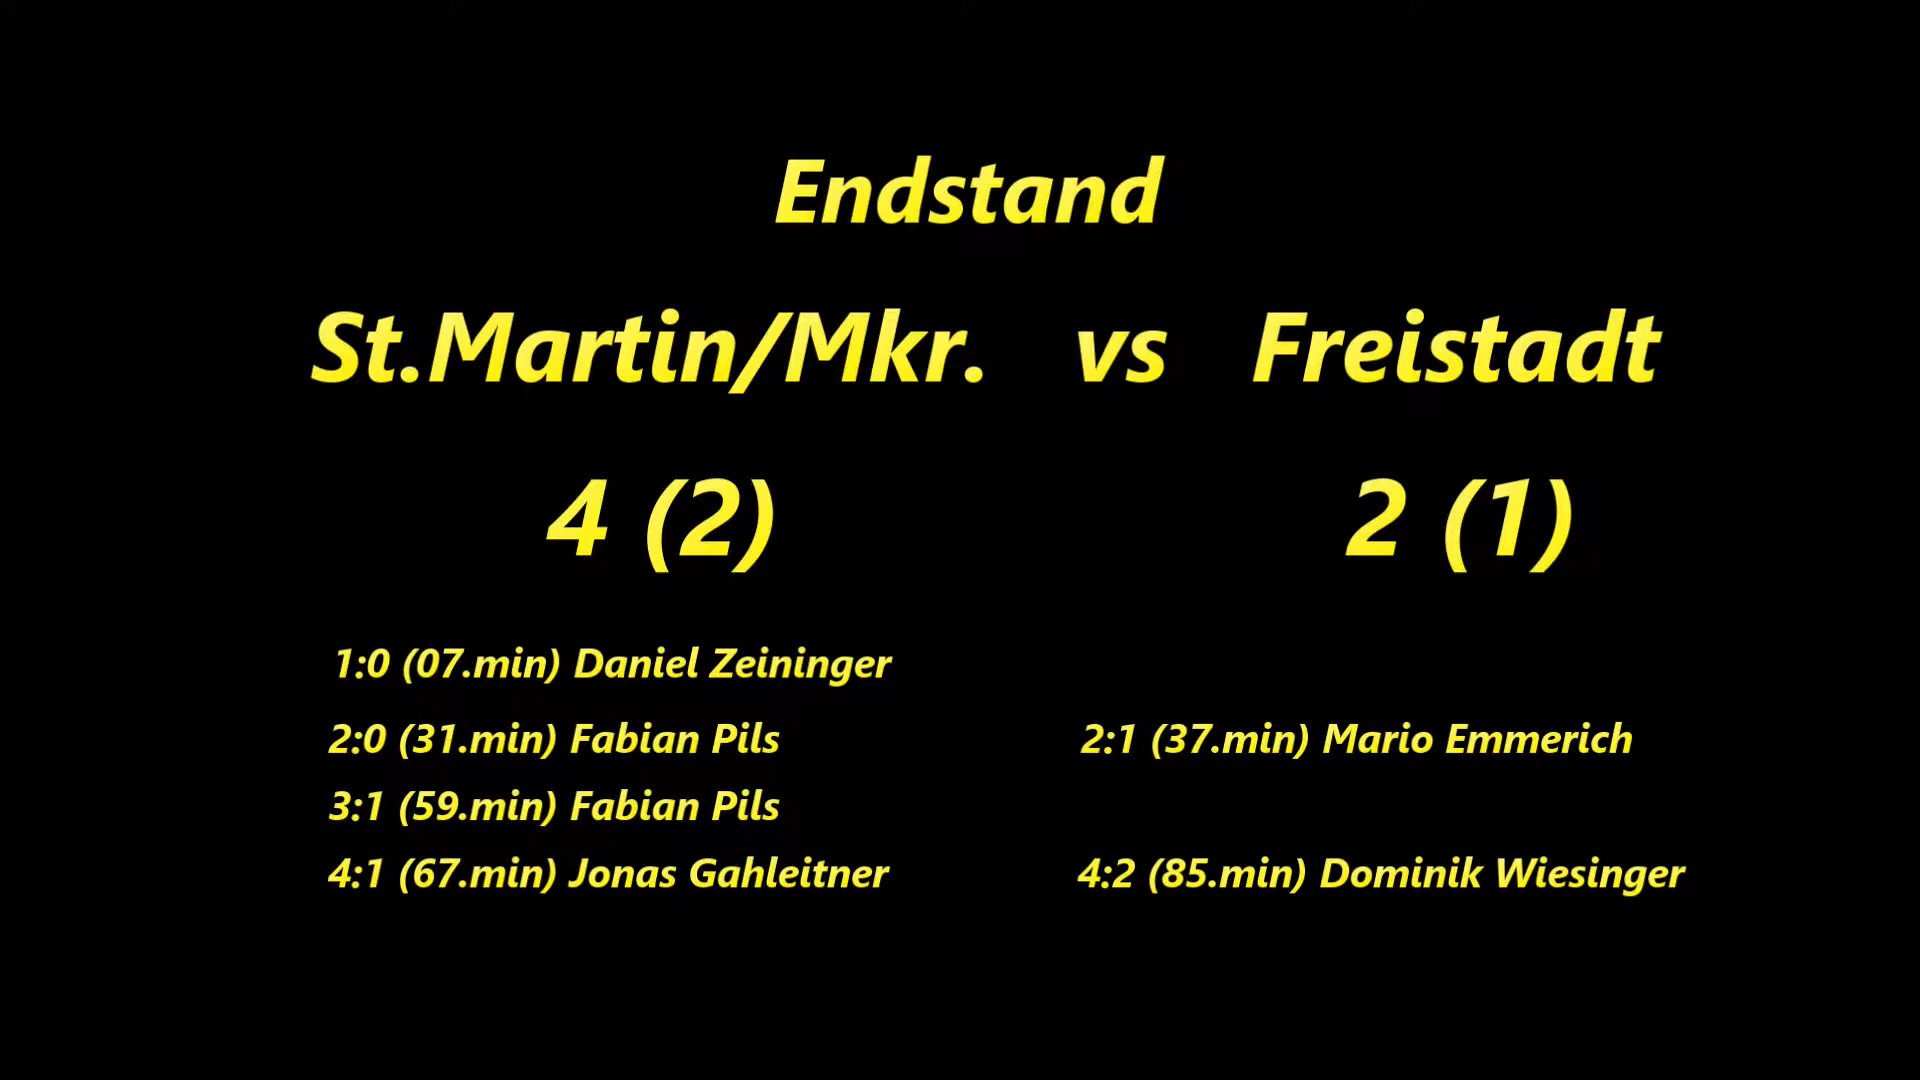 Endstand
St.Martin/Mkr. vs Freistadt
4 (2) 2 (1)
1:0 (07.min) Daniel Zeininger
2:0 (31.min) Fabian Pils 2:1 (37.min) Mario Emmerich
3:1 (59.min) Fabian Pils
4:1 (67.min) Jonas Gahleitner 4:2 (85.min) Dominik Wiesinger